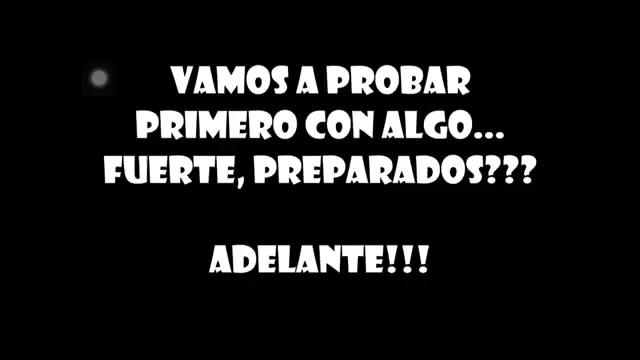 VAMOS A PROBAR
PRIMERO CON ALGO...
FUERTE, PREPARADOS???
ADELANTE!!!